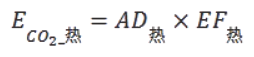 E_{CO₂_热} = AD_热 × EF_热